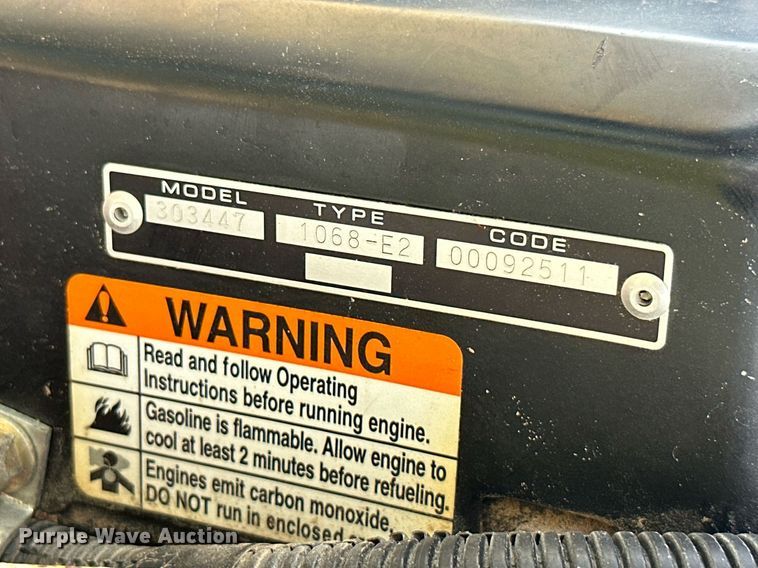 MODEL TYPE CODE
303447 1068-E2 00092511
WARNING
Read and follow Operating
Instructions before running engine.
Gasoline is flammable. Allow engine to
cool at least 2 minutes before refueling.
Engines emit carbon monoxide,
DO NOT run in enclosed
Purple Wave Auction